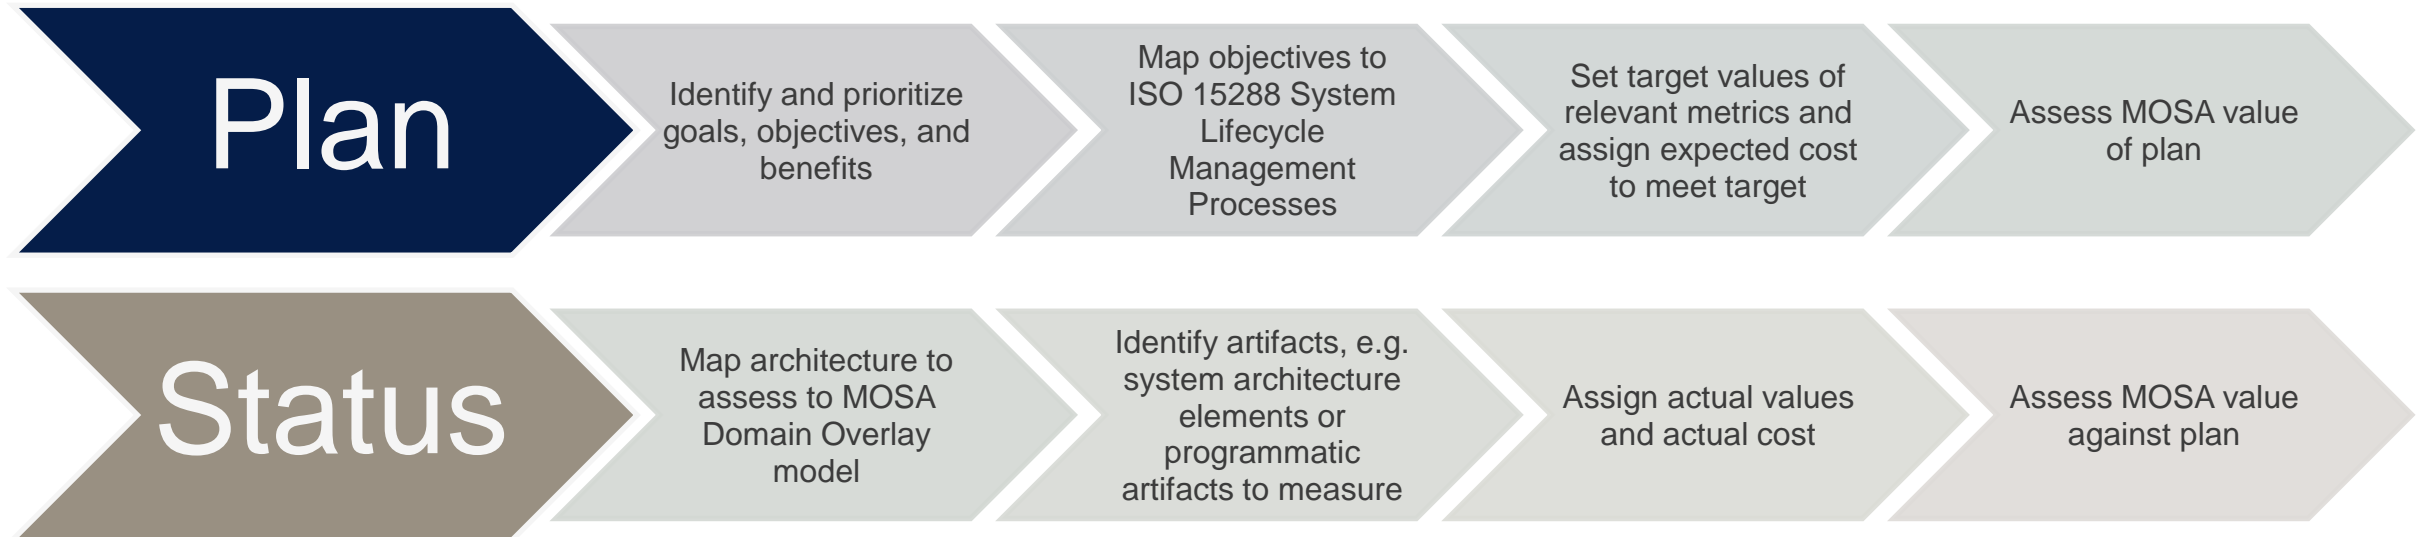 Plan
Identify and prioritize
goals, objectives, and
benefits
Map objectives to
ISO 15288 System
Lifecycle
Management
Processes
Set target values of
relevant metrics and
assign expected cost
to meet target
Assess MOSA value
of plan
Status
Map architecture to
assess to MOSA
Domain Overlay
model
Identify artifacts, e.g.
system architecture
elements or
programmatic
artifacts to measure
Assign actual values
and actual cost
Assess MOSA value
against plan